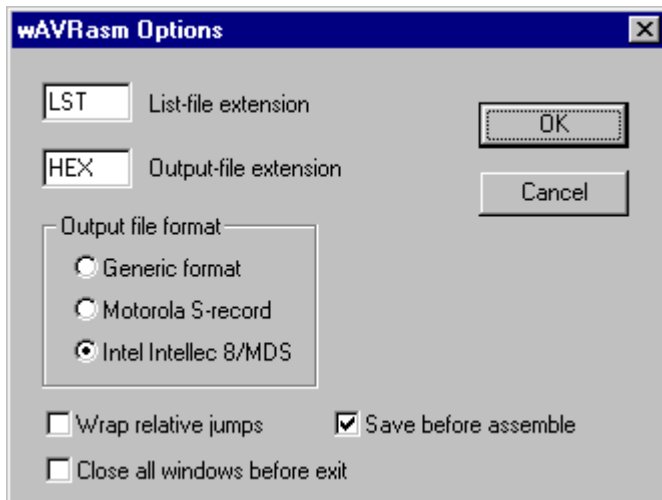 wAVRasm Options
LST List-file extension
OK
HEX Output-file extension
Cancel
Output file format
Generic format
Motorola S-record
Intel Intellec 8/MDS
Wrap relative jumps
Save before assemble
Close all windows before exit